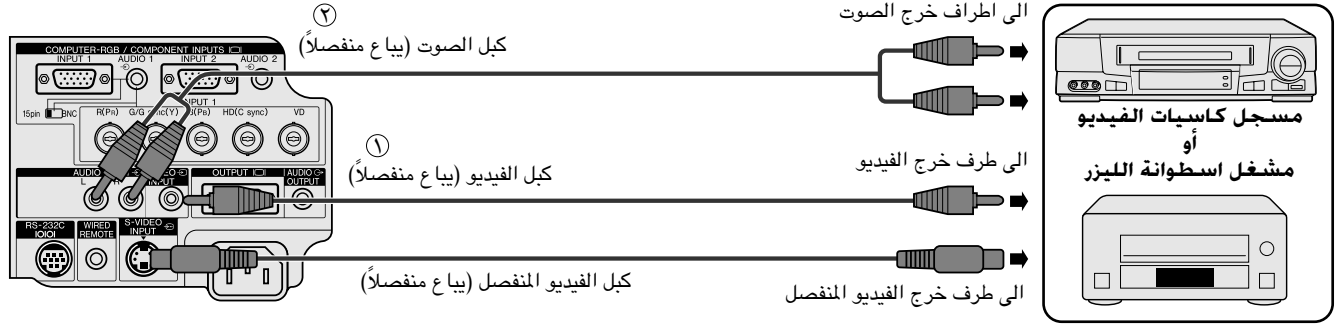 الى اطراف خرج الصوت
②
كبل الصوت (يباع منفصلاً)
COMPUTER-RGB / COMPONENT INPUTS
INPUT 1 AUDIO 1 INPUT 2 AUDIO 2
INPUT 1
15pin BNC R(PR) G/G sync(Y) B(PB) HD(C sync) VD
مسجل كاسيات الفيديو
أو
مشغل اسطوانة الليزر
الى طرف خرج الفيديو
①
كبل الفيديو (يباع منفصلاً)
AUDIO VIDEO OUTPUT AUDIO
L R INPUT OUTPUT
RS-232C WIRED S-VIDEO
IOIOI REMOTE INPUT
كبل الفيديو المنفصل (يباع منفصلاً)
الى طرف خرج الفيديو المنفصل